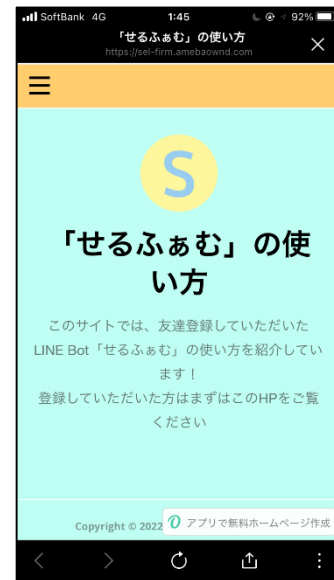 SoftBank 4G 1:45 92%
「せるふぁむ」の使い方
https://sel-firm.amebaownd.com
S
「せるふぁむ」の使
い方
このサイトでは、友達登録していただいた
LINE Bot「せるふぁむ」の使い方を紹介してい
ます！
登録していただいた方はまずはこのHPをご覧
ください
Copyright © 2022
アプリで無料ホームページ作成